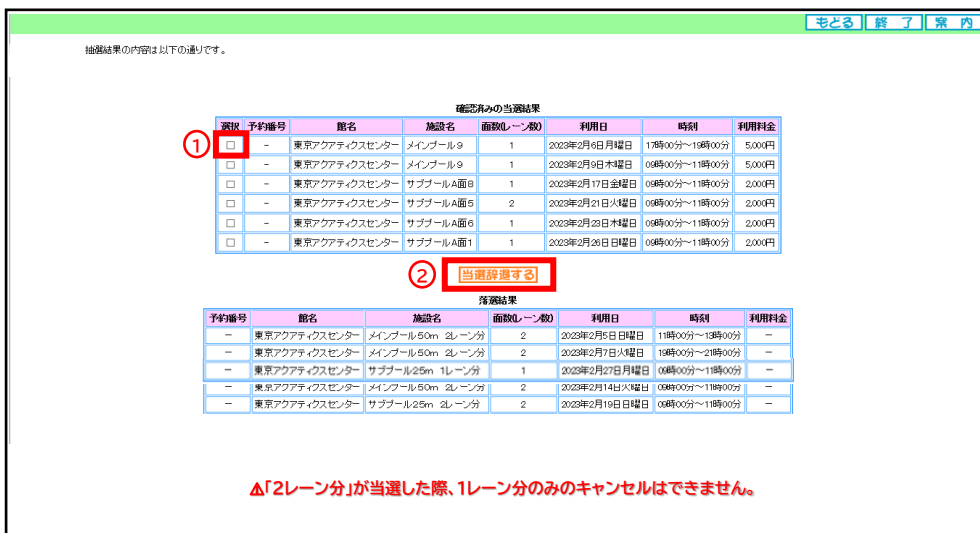 もどる 終 了 案 内
抽選結果の内容は以下の通りです。
確認済みの当選結果
選択 予約番号 館名 施設名 面数(レーン数) 利用日 時刻 利用料金
① □ － 東京アクアティクスセンター メインプール9 1 2023年2月6日月曜日 17時00分～19時00分 5,000円
□ － 東京アクアティクスセンター メインプール9 1 2023年2月9日木曜日 09時00分～11時00分 5,000円
□ － 東京アクアティクスセンター サブプールA面8 1 2023年2月17日金曜日 09時00分～11時00分 2,000円
□ － 東京アクアティクスセンター サブプールA面5 2 2023年2月21日火曜日 09時00分～11時00分 2,000円
□ － 東京アクアティクスセンター サブプールA面6 1 2023年2月23日木曜日 09時00分～11時00分 2,000円
□ － 東京アクアティクスセンター サブプールA面1 1 2023年2月26日日曜日 09時00分～11時00分 2,000円
② 当選辞退する
落選結果
予約番号 館名 施設名 面数(レーン数) 利用日 時刻 利用料金
－ 東京アクアティクスセンター メインプール50m 2レーン分 2 2023年2月5日日曜日 11時00分～13時00分 －
－ 東京アクアティクスセンター メインプール50m 2レーン分 2 2023年2月7日火曜日 19時00分～21時00分 －
－ 東京アクアティクスセンター サブプール25m 1レーン分 1 2023年2月27日月曜日 09時00分～11時00分 －
－ 東京アクアティクスセンター メインプール50m 2レーン分 2 2023年2月14日火曜日 09時00分～11時00分 －
－ 東京アクアティクスセンター サブプール25m 2レーン分 2 2023年2月19日日曜日 09時00分～11時00分 －
⚠「2レーン分」が当選した際、1レーン分のみのキャンセルはできません。